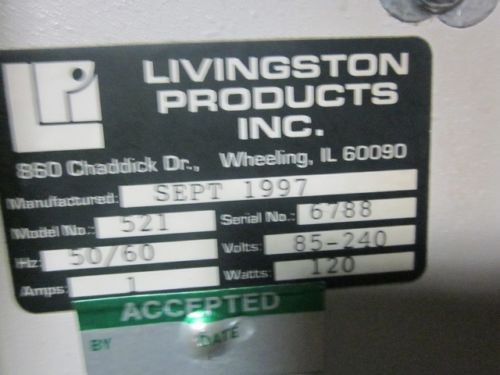 LPI
LIVINGSTON
PRODUCTS
INC.
860 Chaddick Dr., Wheeling, IL 60090
Manufactured: SEPT 1997
Model No.: 521 Serial No.: 6788
Hz: 50/60 Volts: 85-240
Amps: 1 Watts: 120
ACCEPTED
BY DATE